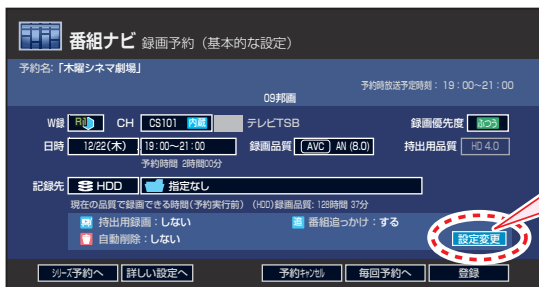 番組ナビ 録画予約（基本的な設定）
予約名:「木曜シネマ劇場」
予約時放送予定時刻：19：00～21：00
09邦画
W録 CH CS101 内蔵 テレビTSB 録画優先度 ふつう
日時 12/22(木) 19:00～21:00 録画品質 AVC AN (8.0) 持出用品質 HD 4.0
予約時間 2時間00分
記録先 HDD 指定なし
現在の品質で録画できる時間(予約実行前) (HDD)録画品質: 128時間 37分
持出用録画：しない 追 番組追っかけ：する
自動削除：しない 設定変更
シリーズ予約へ 詳しい設定へ 予約キャンセル 毎回予約へ 登録